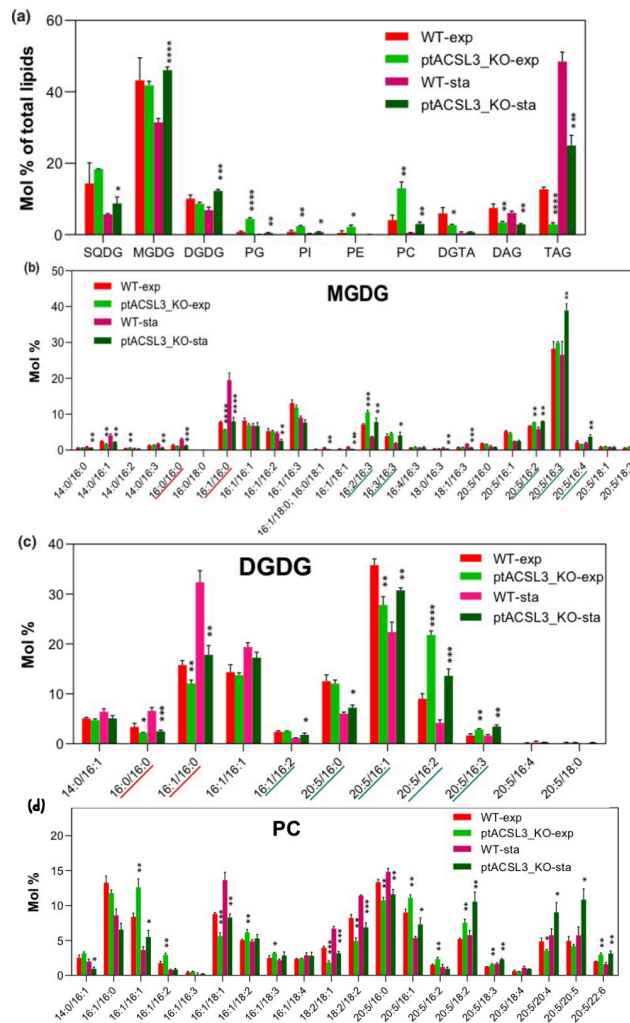 (a)
60
40
20
0
Mol % of total lipids
WT-exp
ptACSL3_KO-exp
WT-sta
ptACSL3_KO-sta
SQDG MGDG DGDG PG PI PE PC DGTA DAG TAG
(b)
MGDG
50
40
30
20
10
0
Mol %
WT-exp
ptACSL3_KO-exp
WT-sta
ptACSL3_KO-sta
14:0/16:0
14:0/16:1
14:0/16:2
14:0/16:3
16:0/16:0
16:0/18:0
16:1/16:0
16:1/16:1
16:1/16:2
16:1/16:3
16:1/18:0; 16:0/18:1
16:1/18:1
16:2/16:3
16:3/16:3
16:4/16:3
18:0/16:3
18:1/16:3
20:5/16:0
20:5/16:1
20:5/16:2
20:5/16:3
20:5/16:4
20:5/18:1
(c)
DGDG
40
30
20
10
0
Mol %
WT-exp
ptACSL3_KO-exp
WT-sta
ptACSL3_KO-sta
14:0/16:1
16:0/16:0
16:1/16:0
16:1/16:1
16:1/16:2
20:5/16:0
20:5/16:1
20:5/16:2
20:5/16:3
20:5/16:4
20:5/18:0
(d)
PC
20
15
10
5
0
Mol %
WT-exp
ptACSL3_KO-exp
WT-sta
ptACSL3_KO-sta
14:0/16:1
16:1/16:0
16:1/16:1
16:1/16:2
16:1/16:3
16:1/18:1
16:1/18:2
16:1/18:3
16:1/18:4
18:2/18:1
18:2/18:2
20:5/16:0
20:5/16:1
20:5/16:2
20:5/18:2
20:5/18:3
20:5/18:4
20:5/20:4
20:5/20:5
20:5/22:6